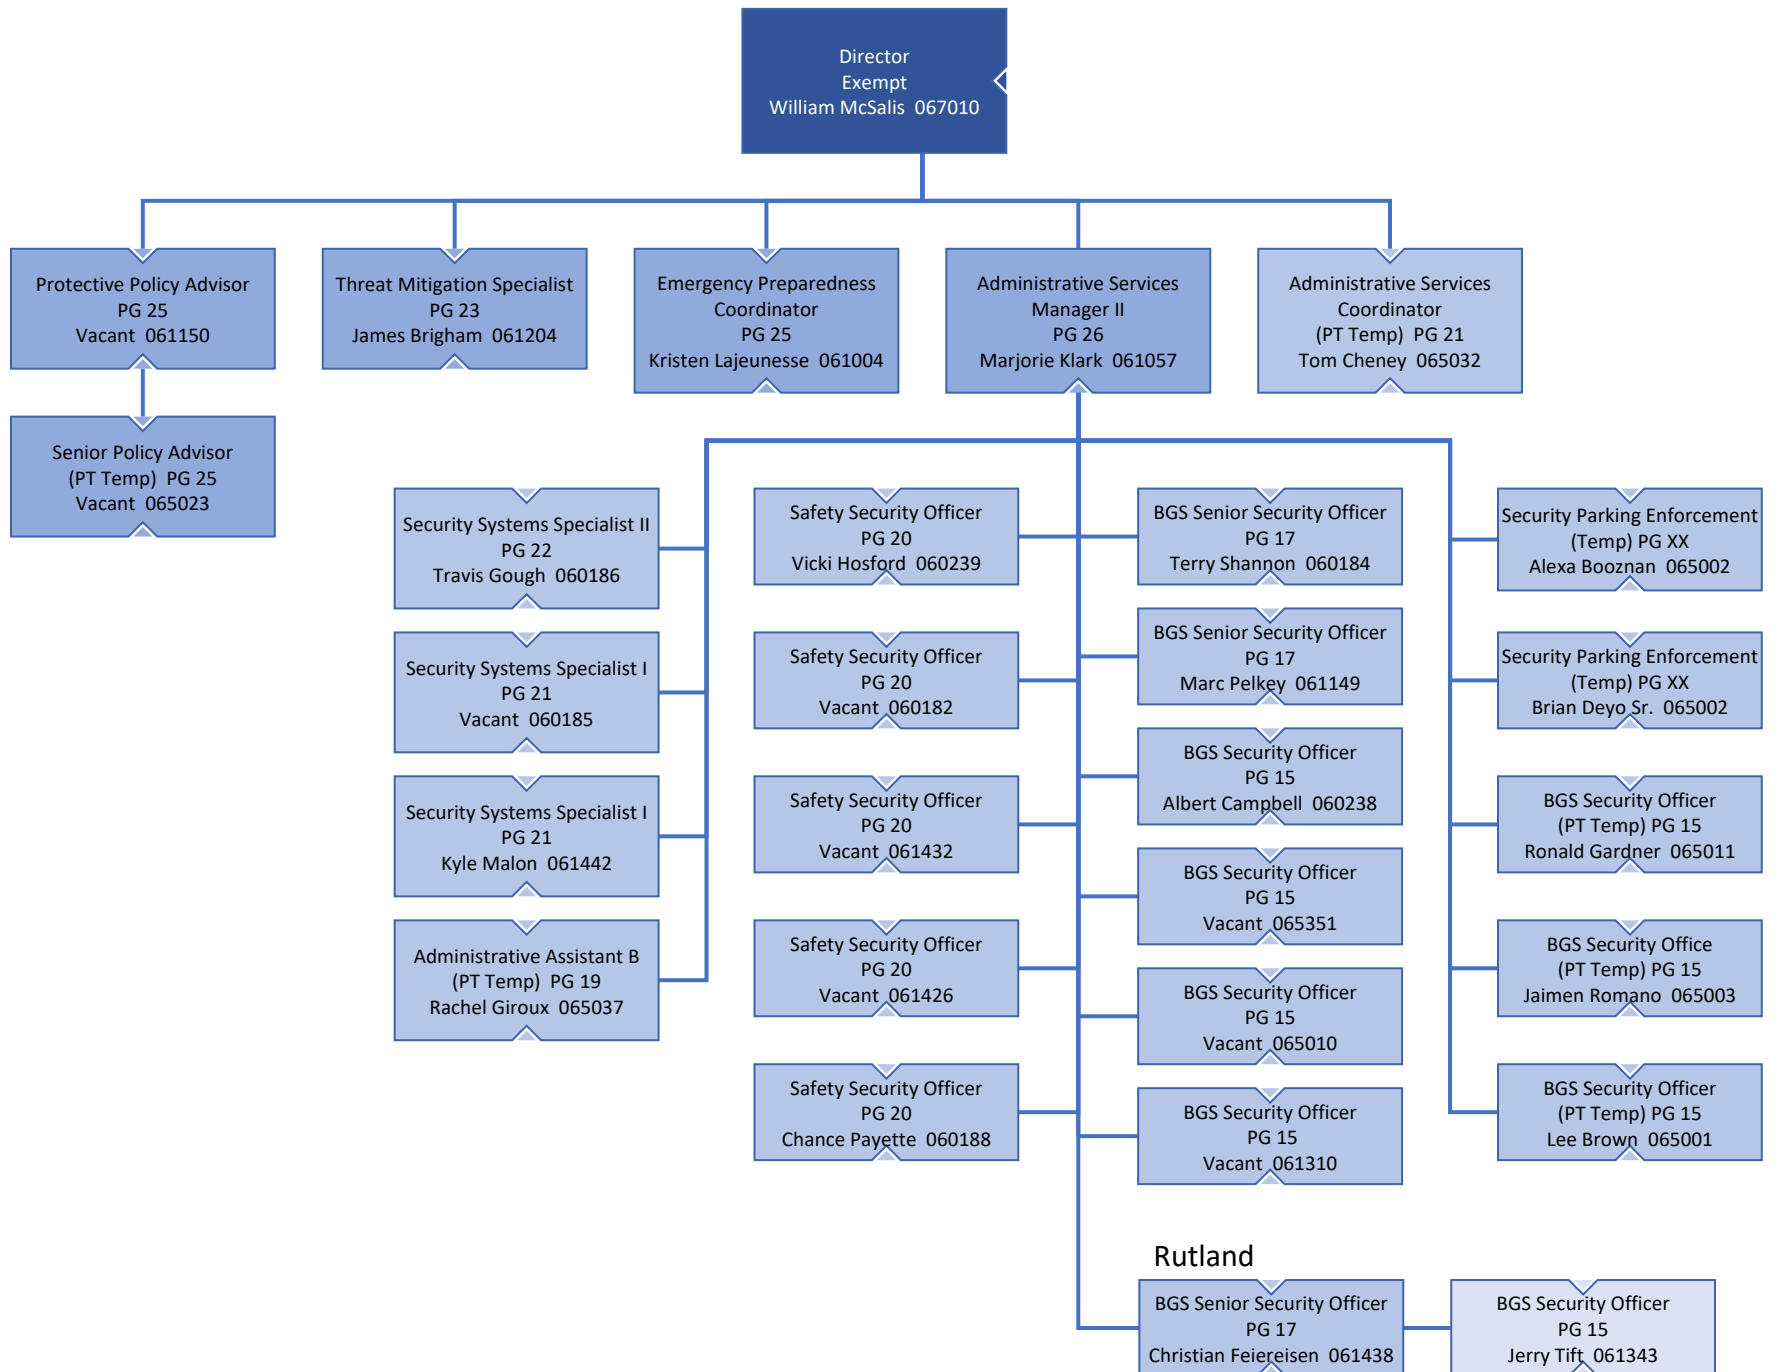 Director
Exempt
William McSalis 067010
Protective Policy Advisor
PG 25
Vacant 061150
Threat Mitigation Specialist
PG 23
James Brigham 061204
Emergency Preparedness
Coordinator
PG 25
Kristen Lajeunesse 061004
Administrative Services
Manager II
PG 26
Marjorie Klark 061057
Administrative Services
Coordinator
(PT Temp) PG 21
Tom Cheney 065032
Senior Policy Advisor
(PT Temp) PG 25
Vacant 065023
Security Systems Specialist II
PG 22
Travis Gough 060186
Security Systems Specialist I
PG 21
Vacant 060185
Security Systems Specialist I
PG 21
Kyle Malon 061442
Administrative Assistant B
(PT Temp) PG 19
Rachel Giroux 065037
Safety Security Officer
PG 20
Vicki Hosford 060239
Safety Security Officer
PG 20
Vacant 060182
Safety Security Officer
PG 20
Vacant 061432
Safety Security Officer
PG 20
Vacant 061426
Safety Security Officer
PG 20
Chance Payette 060188
BGS Senior Security Officer
PG 17
Terry Shannon 060184
BGS Senior Security Officer
PG 17
Marc Pelkey 061149
BGS Security Officer
PG 15
Albert Campbell 060238
BGS Security Officer
PG 15
Vacant 065351
BGS Security Officer
PG 15
Vacant 065010
BGS Security Officer
PG 15
Vacant 061310
Security Parking Enforcement
(Temp) PG XX
Alexa Booznan 065002
Security Parking Enforcement
(Temp) PG XX
Brian Deyo Sr. 065002
BGS Security Officer
(PT Temp) PG 15
Ronald Gardner 065011
BGS Security Office
(PT Temp) PG 15
Jaimen Romano 065003
BGS Security Officer
(PT Temp) PG 15
Lee Brown 065001
Rutland
BGS Senior Security Officer
PG 17
Christian Feiereisen 061438
BGS Security Officer
PG 15
Jerry Tift 061343